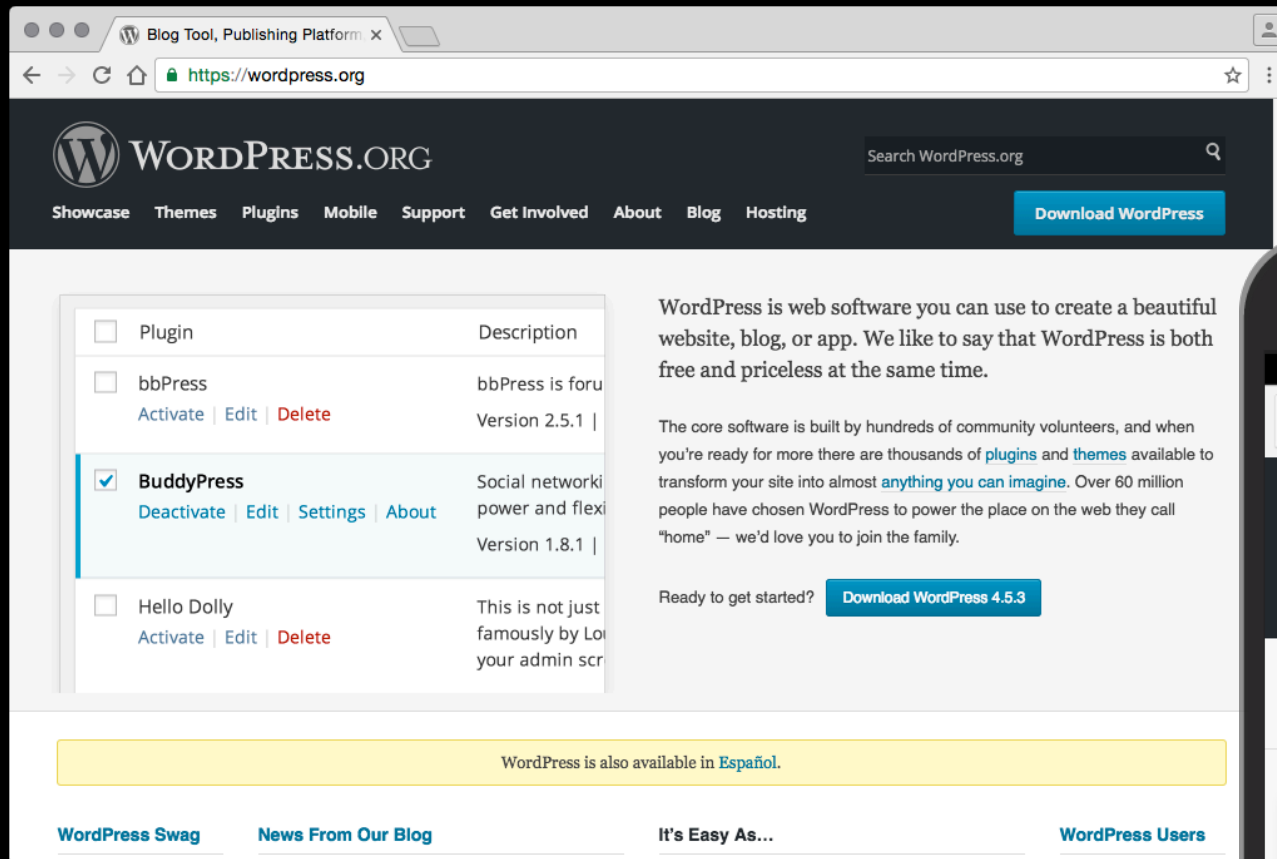 Blog Tool, Publishing Platform,
https://wordpress.org
WORDPRESS.ORG
Search WordPress.org
Showcase Themes Plugins Mobile Support Get Involved About Blog Hosting
Download WordPress
Plugin Description
bbPress bbPress is foru
Activate | Edit | Delete Version 2.5.1 |
BuddyPress Social networki
Deactivate | Edit | Settings | About power and flexi
Version 1.8.1 |
Hello Dolly This is not just
Activate | Edit | Delete famously by Lou
your admin scr
WordPress is web software you can use to create a beautiful
website, blog, or app. We like to say that WordPress is both
free and priceless at the same time.
The core software is built by hundreds of community volunteers, and when
you're ready for more there are thousands of plugins and themes available to
transform your site into almost anything you can imagine. Over 60 million
people have chosen WordPress to power the place on the web they call
“home” — we'd love you to join the family.
Ready to get started? Download WordPress 4.5.3
WordPress is also available in Español.
WordPress Swag News From Our Blog It's Easy As... WordPress Users